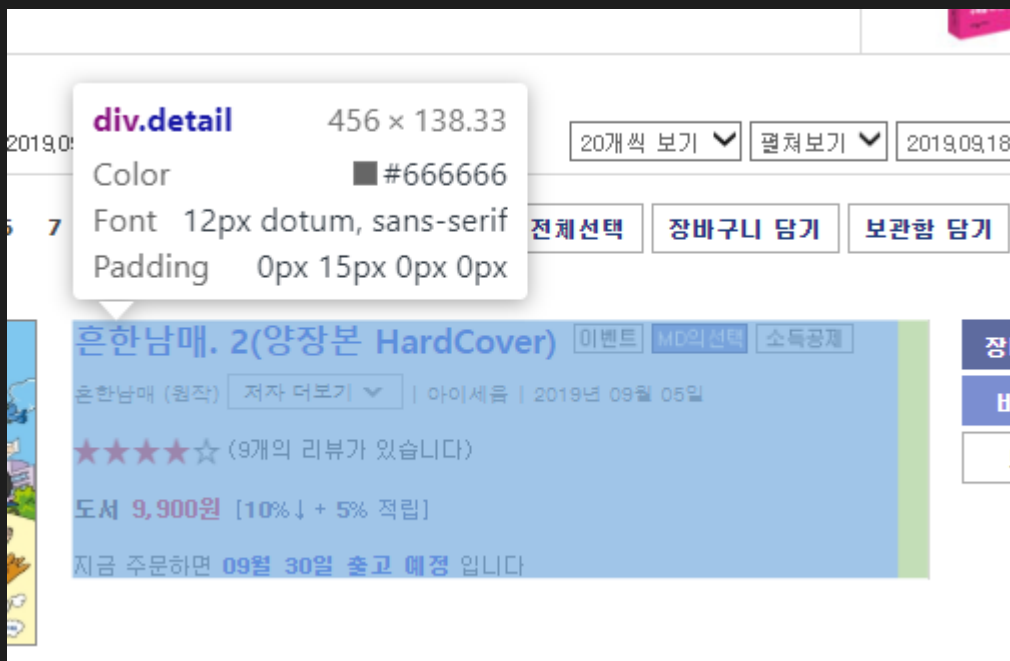 div.detail 456 × 138.33
Color #666666
Font 12px dotum, sans-serif
Padding 0px 15px 0px 0px
20개씩 보기 펼쳐보기 2019,09,18
7 전체선택 장바구니 담기 보관함 담기
흔한남매. 2(양장본 HardCover) 이벤트 MD의선택 소득공제
흔한남매 (원작) 저자 더보기 | 아이세움 | 2019년 09월 05일
★★★★☆ (9개의 리뷰가 있습니다)
도서 9,900원 [10%↓ + 5% 적립]
지금 주문하면 09월 30일 출고 예정 입니다